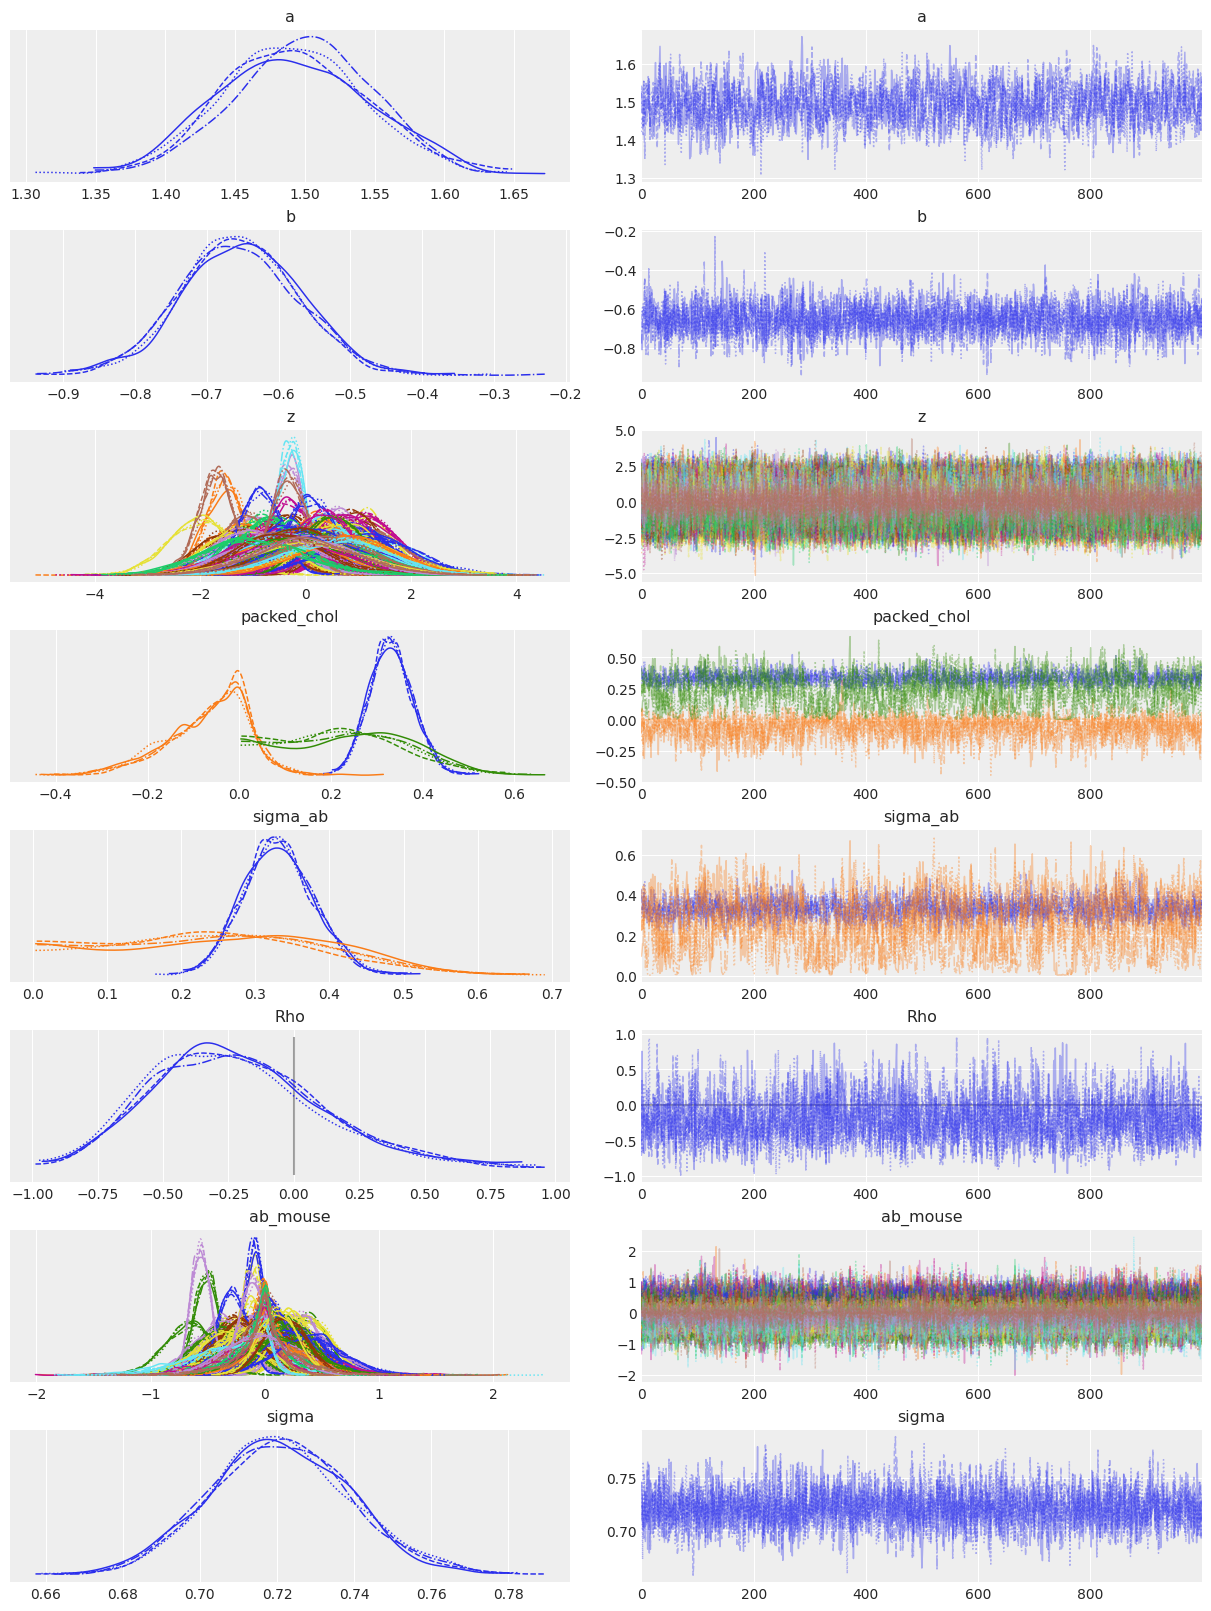 a a
1.6
1.5
1.4
1.3
1.30 1.35 1.40 1.45 1.50 1.55 1.60 1.65 0 200 400 600 800
b b
−0.2
−0.4
−0.6
−0.8
−0.9 −0.8 −0.7 −0.6 −0.5 −0.4 −0.3 −0.2 0 200 400 600 800
z z
5.0
2.5
0.0
−2.5
−5.0
−4 −2 0 2 4 0 200 400 600 800
packed_chol packed_chol
0.50
0.25
0.00
−0.25
−0.50
−0.4 −0.2 0.0 0.2 0.4 0.6 0 200 400 600 800
sigma_ab sigma_ab
0.6
0.4
0.2
0.0
0.0 0.1 0.2 0.3 0.4 0.5 0.6 0.7 0 200 400 600 800
Rho Rho
1.0
0.5
0.0
−0.5
−1.0
−1.00 −0.75 −0.50 −0.25 0.00 0.25 0.50 0.75 1.00 0 200 400 600 800
ab_mouse ab_mouse
2
1
0
−1
−2
−2 −1 0 1 2 0 200 400 600 800
sigma sigma
0.75
0.70
0.66 0.68 0.70 0.72 0.74 0.76 0.78 0 200 400 600 800